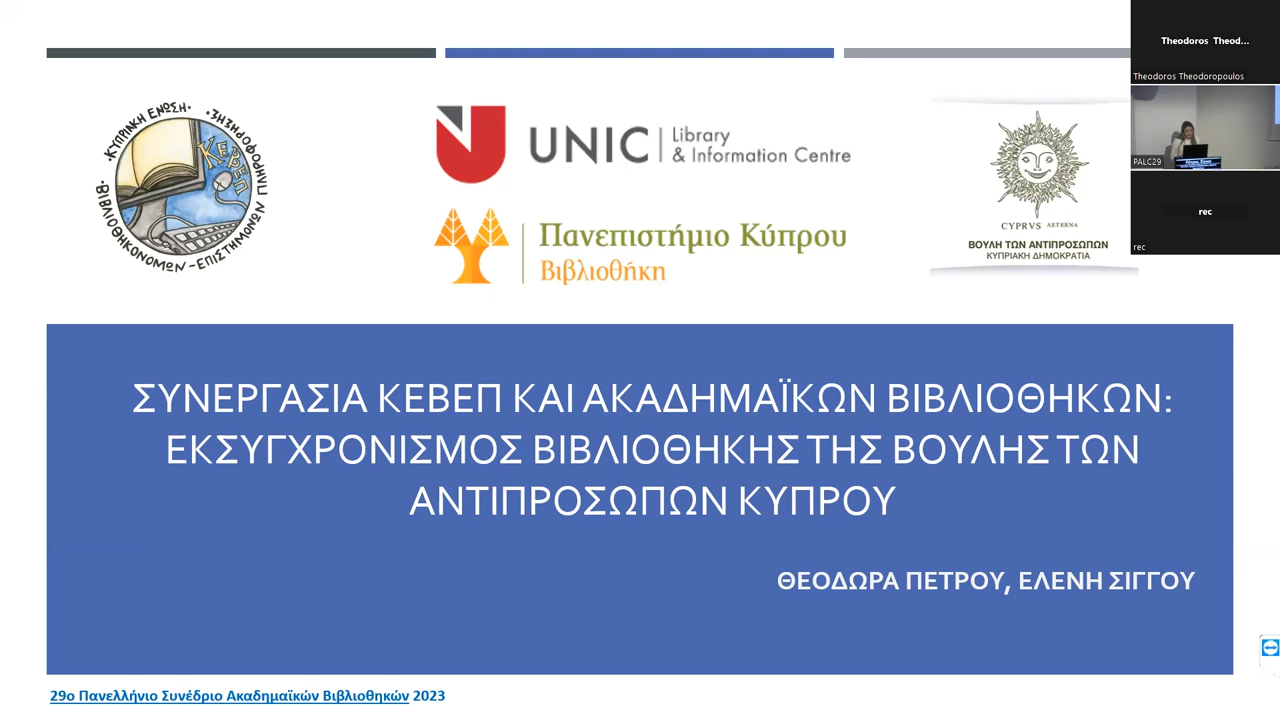 Theodoros Theod...
Theodoros Theodoropoulos
PALC29
rec
rec
ΚΥΠΡΙΑΚΗ ΕΝΩΣΗ
ΒΙΒΛΙΟΘΗΚΟΝΟΜΩΝ - ΕΠΙΣΤΗΜΟΝΩΝ ΠΛΗΡΟΦΟΡΗΣΗΣ
ΚΕΒΕΠ
UNIC
Library
& Information Centre
Πανεπιστήμιο Κύπρου
Βιβλιοθήκη
CYPRVS AETERNA
ΒΟΥΛΗ ΤΩΝ ΑΝΤΙΠΡΟΣΩΠΩΝ
ΚΥΠΡΙΑΚΗ ΔΗΜΟΚΡΑΤΙΑ
ΣΥΝΕΡΓΑΣΙΑ ΚΕΒΕΠ ΚΑΙ ΑΚΑΔΗΜΑΪΚΩΝ ΒΙΒΛΙΟΘΗΚΩΝ:
ΕΚΣΥΓΧΡΟΝΙΣΜΟΣ ΒΙΒΛΙΟΘΗΚΗΣ ΤΗΣ ΒΟΥΛΗΣ ΤΩΝ
ΑΝΤΙΠΡΟΣΩΠΩΝ ΚΥΠΡΟΥ
ΘΕΟΔΩΡΑ ΠΕΤΡΟΥ, ΕΛΕΝΗ ΣΙΓΓΟΥ
29ο Πανελλήνιο Συνέδριο Ακαδημαϊκών Βιβλιοθηκών 2023